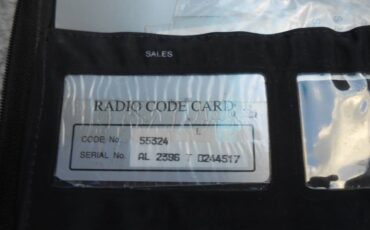 SALES
RADIO CODE CARD
L
CODE No. 55324
SERIAL No. AL 2396 T 0244517